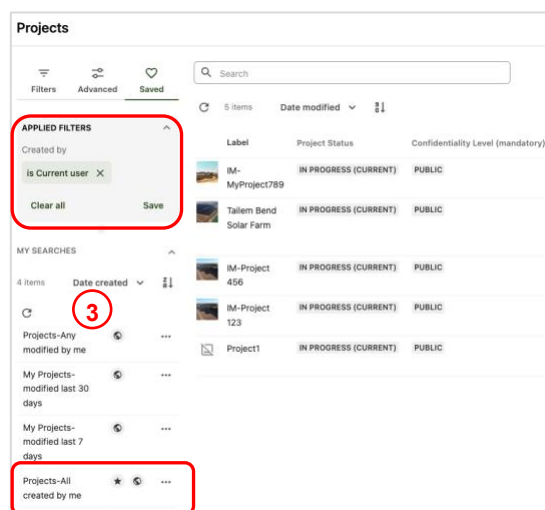 Projects
Filters
Advanced
Saved
APPLIED FILTERS
Created by
is Current user X
Clear all
Save
MY SEARCHES
4 items
Date created
3
Projects-Any
modified by me
My Projects-
modified last 30
days
My Projects-
modified last 7
days
Projects-All
created by me
Search
5 items
Date modified
Label
Project Status
Confidentiality Level (mandatory)
IM-
MyProject789
IN PROGRESS (CURRENT)
PUBLIC
Tailem Bend
Solar Farm
IN PROGRESS (CURRENT)
PUBLIC
IM-Project
456
IN PROGRESS (CURRENT)
PUBLIC
IM-Project
123
IN PROGRESS (CURRENT)
PUBLIC
Project1
IN PROGRESS (CURRENT)
PUBLIC